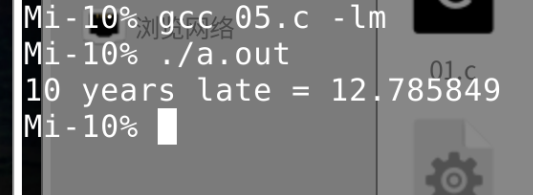 Mi-10% gcc 05.c -lm
浏览网络
Mi-10% ./a.out
01.c
10 years late = 12.785849
Mi-10%